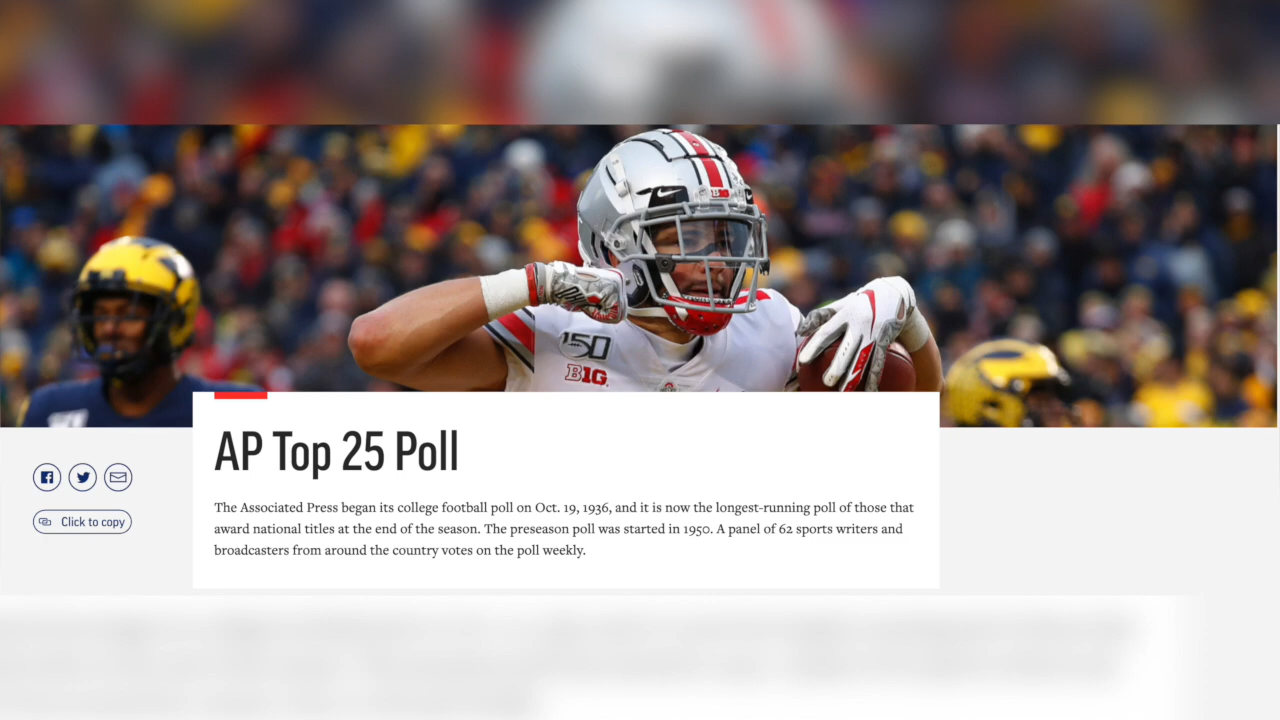 150
B1G
AP Top 25 Poll
The Associated Press began its college football poll on Oct. 19, 1936, and it is now the longest-running poll of those that
award national titles at the end of the season. The preseason poll was started in 1950. A panel of 62 sports writers and
broadcasters from around the country votes on the poll weekly.
Click to copy